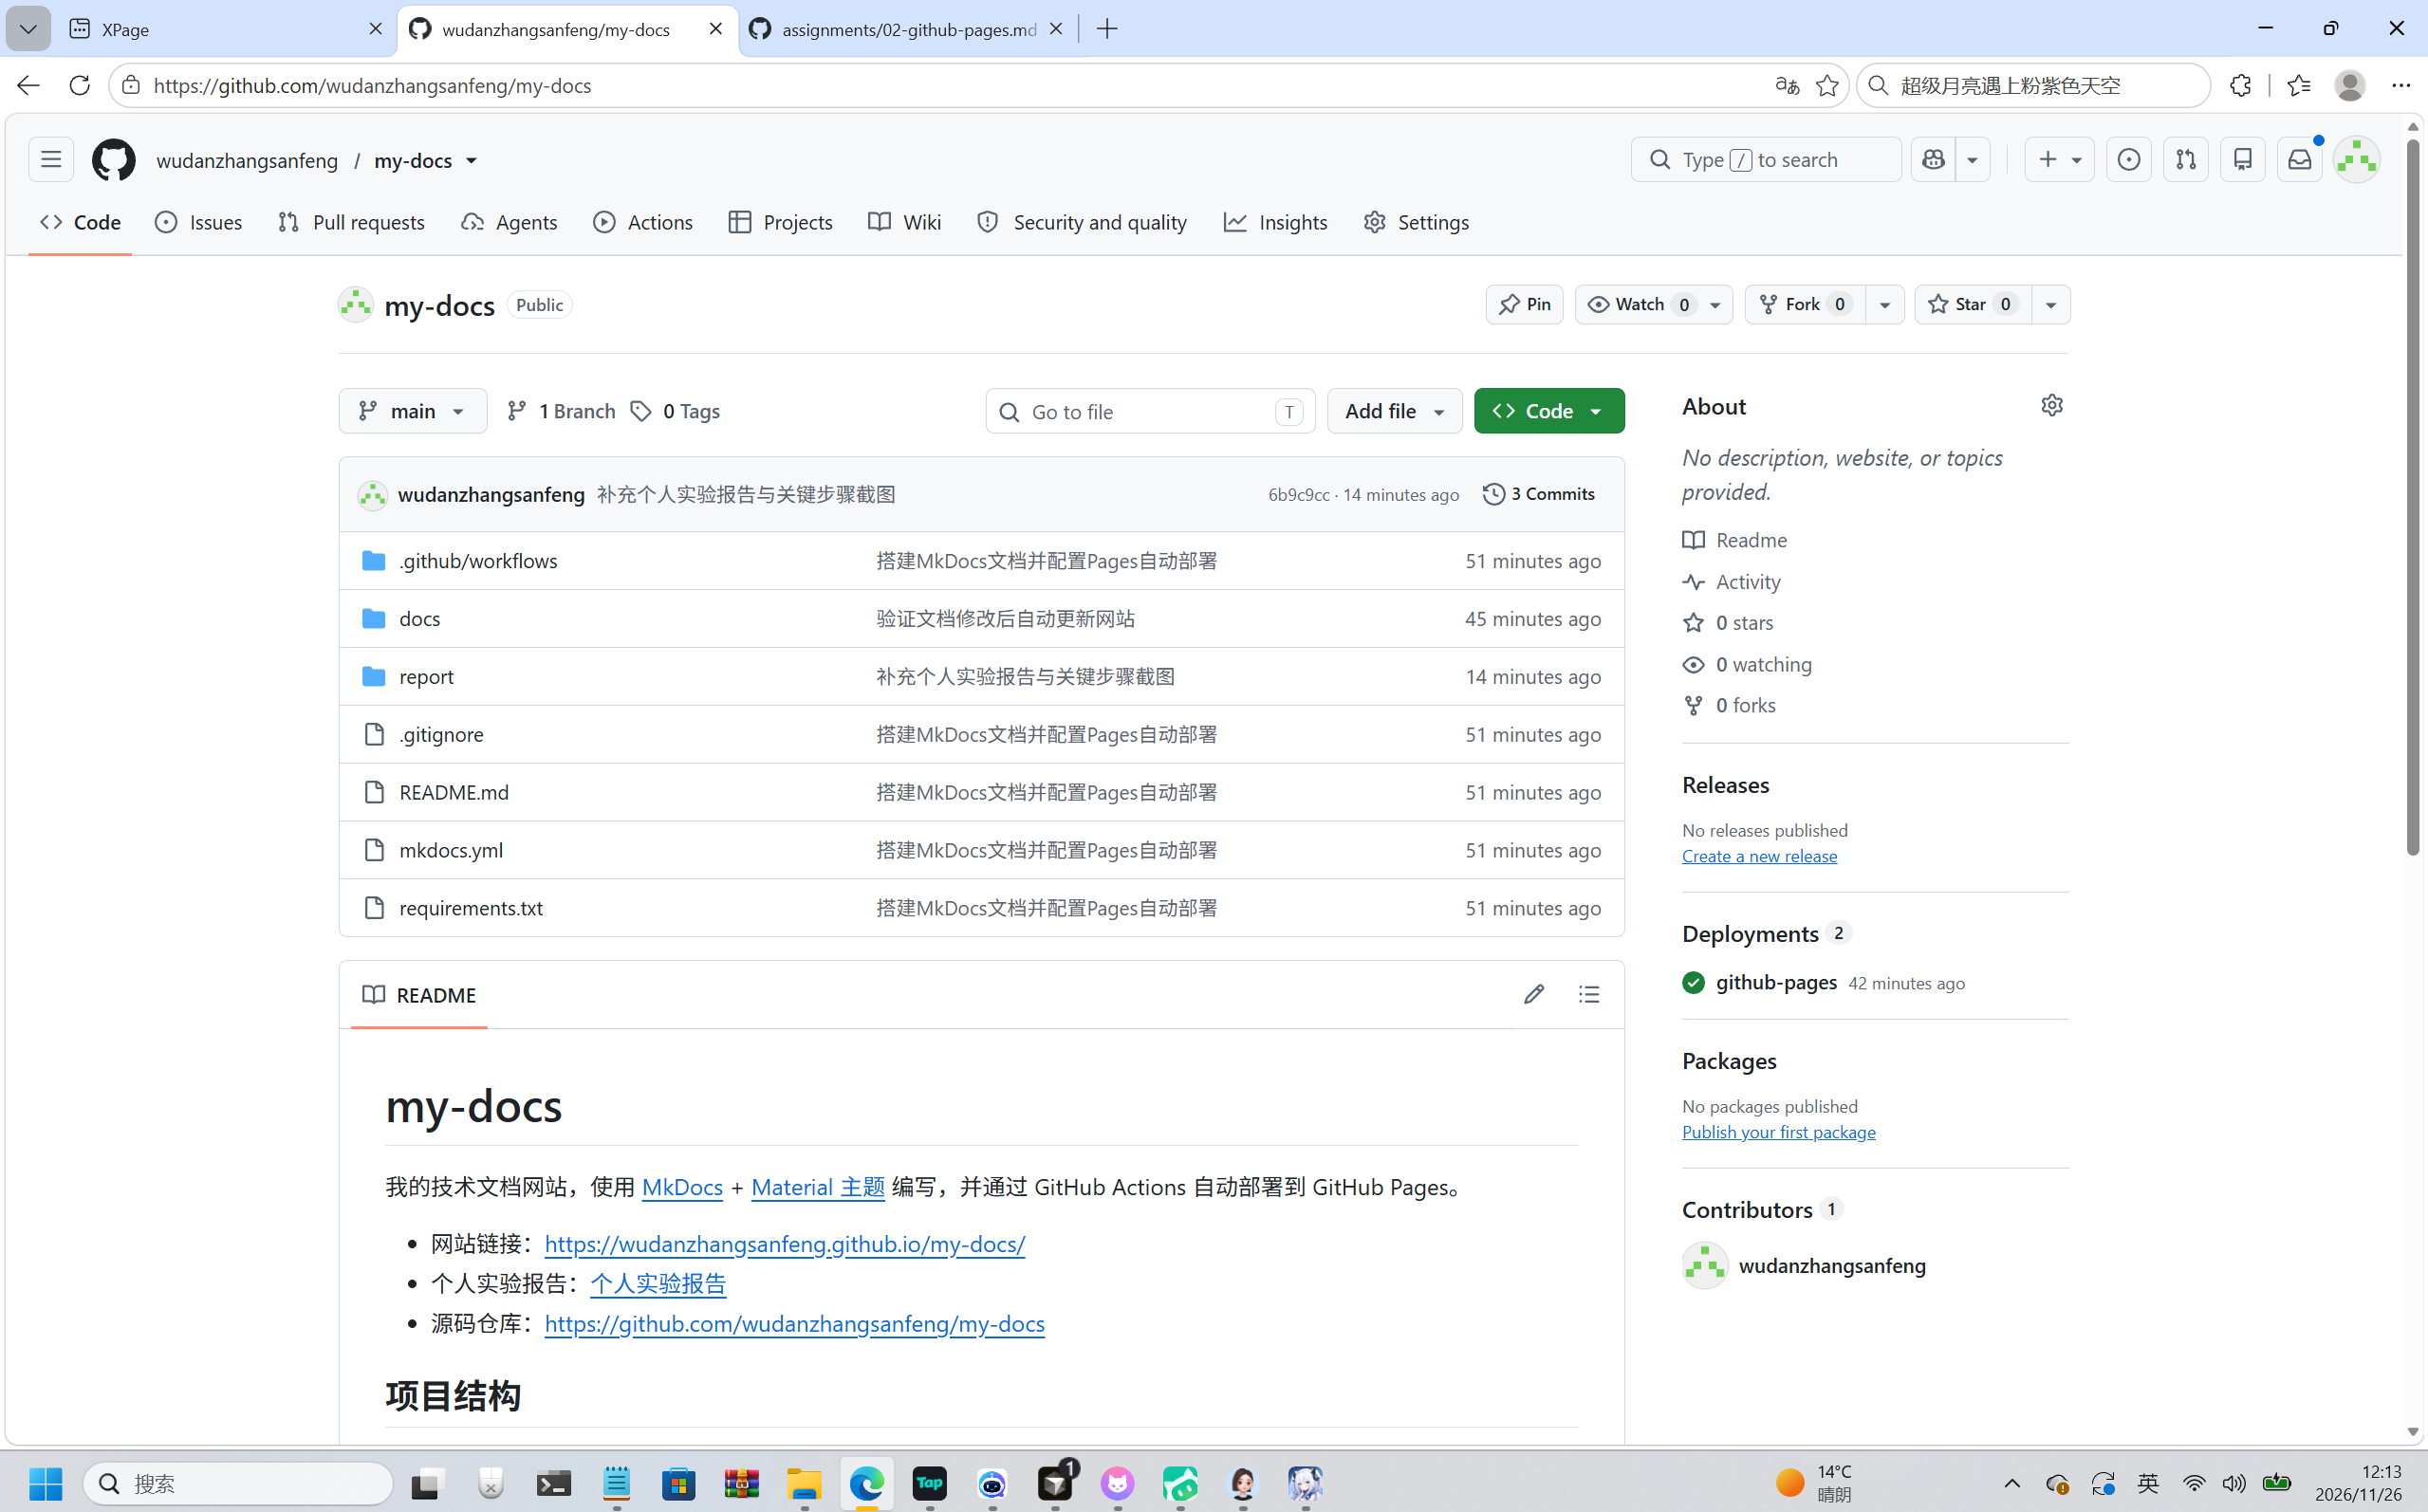 XPage
wudanzhangsanfeng/my-docs
assignments/02-github-pages.md
https://github.com/wudanzhangsanfeng/my-docs
超级月亮遇上粉紫色天空
wudanzhangsanfeng / my-docs
Type / to search
Code
Issues
Pull requests
Agents
Actions
Projects
Wiki
Security and quality
Insights
Settings
my-docs Public
Pin
Watch 0
Fork 0
Star 0
main
1 Branch
0 Tags
Go to file T
Add file
Code
wudanzhangsanfeng 补充个人实验报告与关键步骤截图 6b9c9cc · 14 minutes ago 3 Commits
.github/workflows 搭建MkDocs文档并配置Pages自动部署 51 minutes ago
docs 验证文档修改后自动更新网站 45 minutes ago
report 补充个人实验报告与关键步骤截图 14 minutes ago
.gitignore 搭建MkDocs文档并配置Pages自动部署 51 minutes ago
README.md 搭建MkDocs文档并配置Pages自动部署 51 minutes ago
mkdocs.yml 搭建MkDocs文档并配置Pages自动部署 51 minutes ago
requirements.txt 搭建MkDocs文档并配置Pages自动部署 51 minutes ago
README
my-docs
我的技术文档网站，使用 MkDocs + Material 主题 编写，并通过 GitHub Actions 自动部署到 GitHub Pages。
网站链接：https://wudanzhangsanfeng.github.io/my-docs/
个人实验报告：个人实验报告
源码仓库：https://github.com/wudanzhangsanfeng/my-docs
项目结构
About
No description, website, or topics
provided.
Readme
Activity
0 stars
0 watching
0 forks
Releases
No releases published
Create a new release
Deployments 2
github-pages 42 minutes ago
Packages
No packages published
Publish your first package
Contributors 1
wudanzhangsanfeng
搜索
Tap
1
14°C
晴朗
英
12:13
2026/11/26